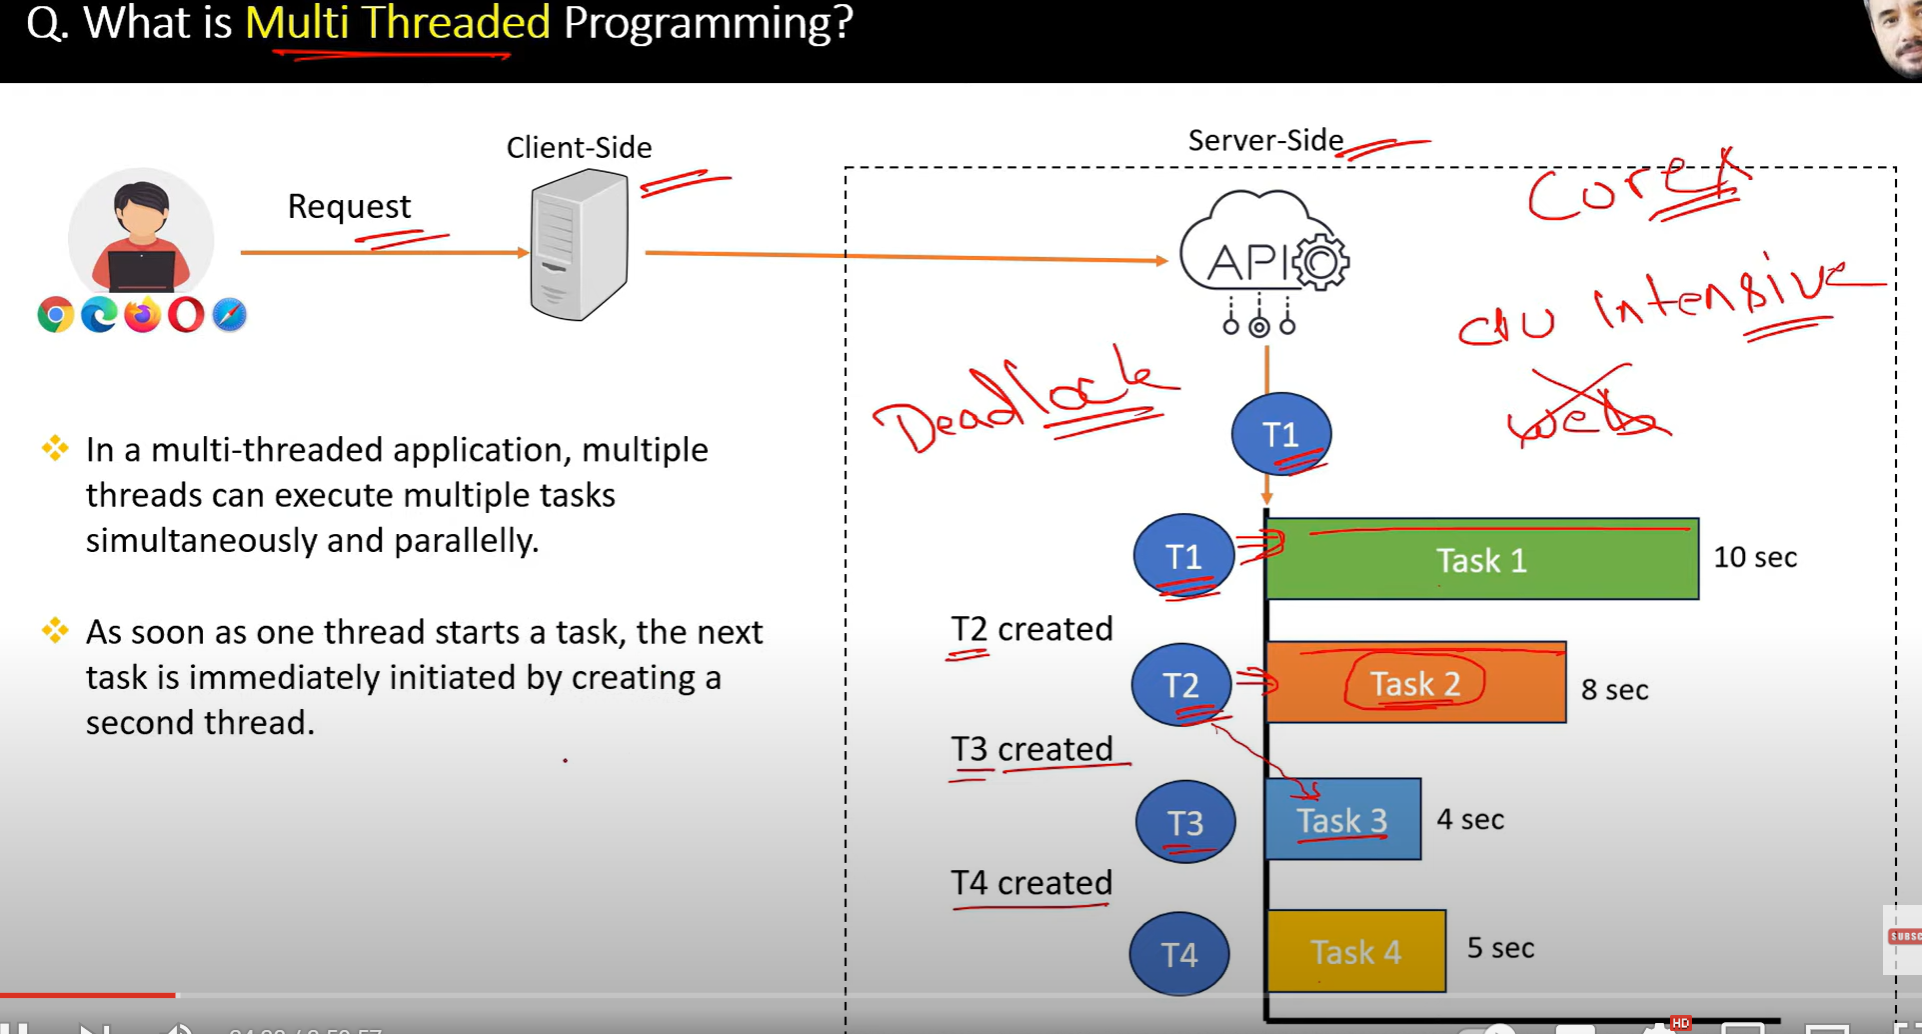 Q. What is Multi Threaded Programming?
Client-Side
Server-Side
Request
API
CPU intensive
Deadlock
web
T1
In a multi-threaded application, multiple
threads can execute multiple tasks
simultaneously and parallelly.
T1
Task 1
10 sec
T2 created
As soon as one thread starts a task, the next
task is immediately initiated by creating a
second thread.
T2
Task 2
8 sec
T3 created
T3
Task 3
4 sec
T4 created
T4
Task 4
5 sec
SUBSC
HD